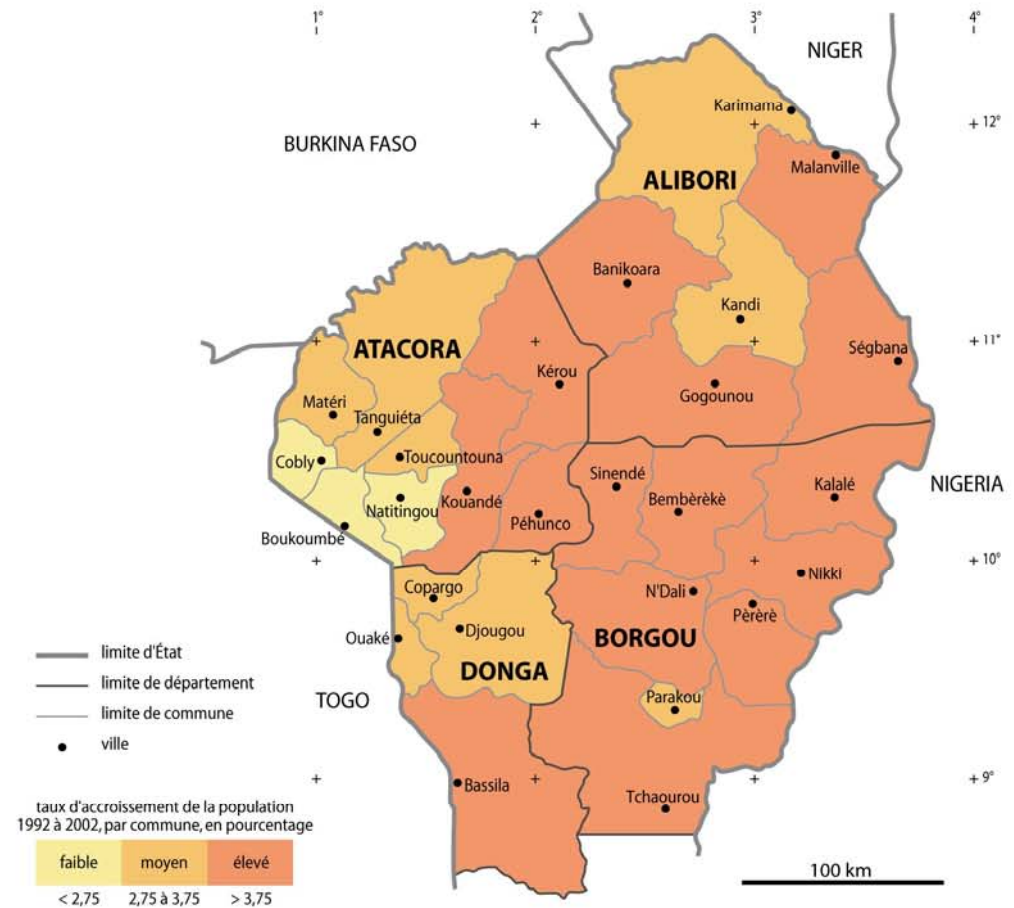 1°
2°
3°
4°
NIGER
Karimama
12°
BURKINA FASO
Malanville
ALIBORI
Banikoara
Kandi
11°
ATACORA
Ségbana
Kérou
Gogounou
Matéri
Tanguiéta
Toucountouna
Cobly
Sinendé
Kalalé
NIGERIA
Bembèrèkè
Natitingou
Kouandé
Péhunco
Boukoumbé
10°
Nikki
Copargo
N'Dali
Pèrèrè
Djougou
Ouaké
BORGOU
DONGA
Parakou
TOGO
9°
Bassila
Tchaourou
limite d'État
limite de département
limite de commune
ville
taux d'accroissement de la population
1992 à 2002, par commune, en pourcentage
faible
moyen
élevé
< 2,75
2,75 à 3,75
> 3,75
100 km